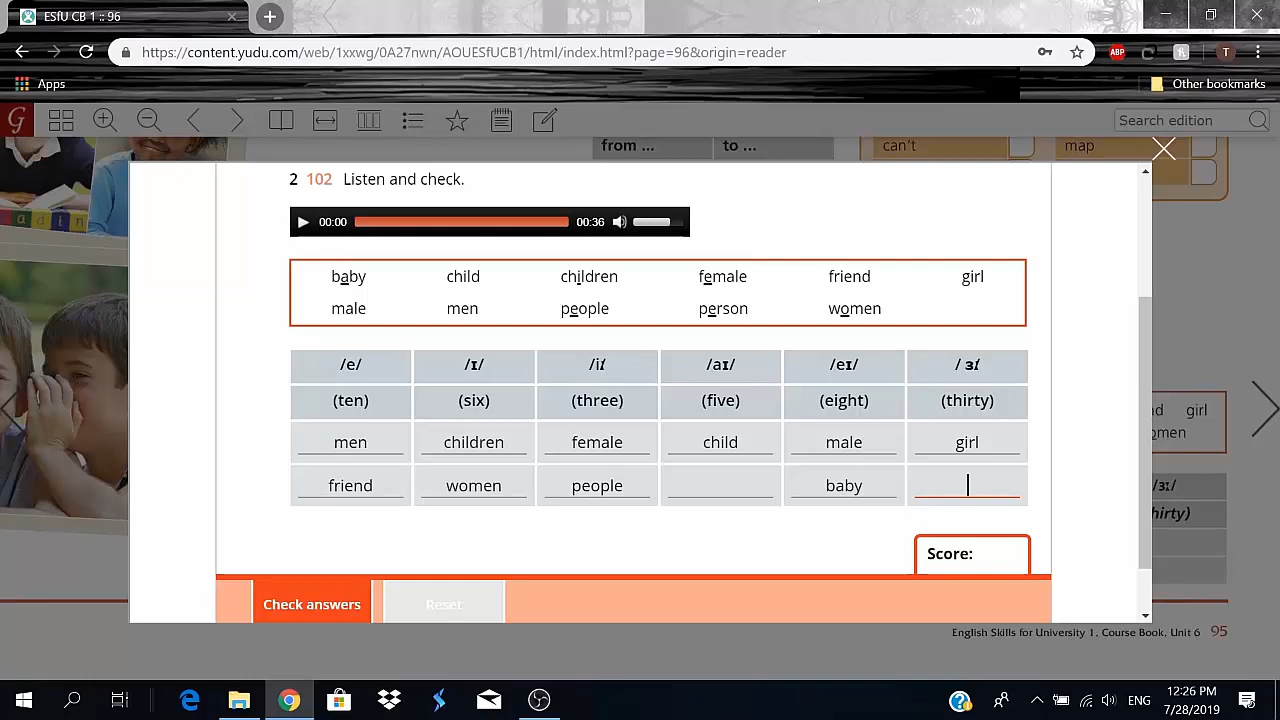 ESfU CB 1 :: 96
https://content.yudu.com/web/1xxwg/0A27nwn/AOUESfUCB1/html/index.html?page=96&origin=reader
ABP
T
Apps
Other bookmarks
G
Search edition
from ... to ...
can't map
2 102 Listen and check.
00:00 00:36
baby child children female friend girl
male men people person women
/e/ /ɪ/ /iː/ /aɪ/ /eɪ/ /ɜː/
(ten) (six) (three) (five) (eight) (thirty)
men children female child male girl
friend women people baby
nd girl
omen
/ɜː/
hirty)
a d i n
Score:
Check answers Reset
English Skills for University 1, Course Book, Unit 6 95
ENG
12:26 PM
7/28/2019